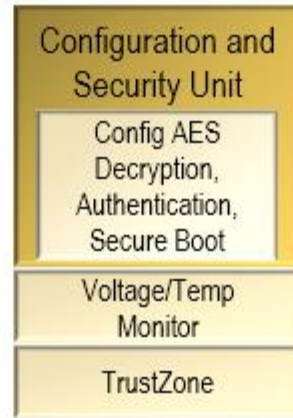 Configuration and
Security Unit
Config AES
Decryption,
Authentication,
Secure Boot
Voltage/Temp
Monitor
TrustZone